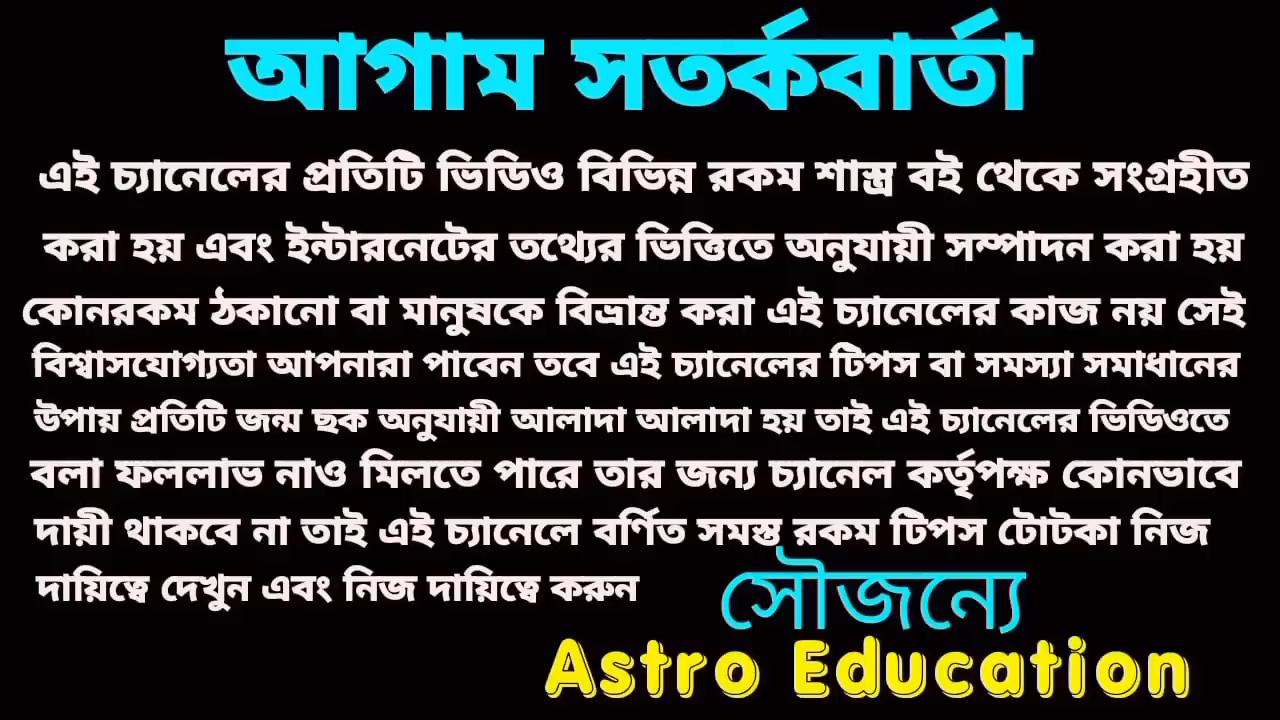 আগাম সতর্কবার্তা
এই চ্যানেলের প্রতিটি ভিডিও বিভিন্ন রকম শাস্ত্র বই থেকে সংগ্রহীত
করা হয় এবং ইন্টারনেটের তথ্যের ভিত্তিতে অনুযায়ী সম্পাদন করা হয়
কোনরকম ঠকানো বা মানুষকে বিভ্রান্ত করা এই চ্যানেলের কাজ নয় সেই
বিশ্বাসযোগ্যতা আপনারা পাবেন তবে এই চ্যানেলের টিপস বা সমস্যা সমাধানের
উপায় প্রতিটি জন্ম ছক অনুযায়ী আলাদা আলাদা হয় তাই এই চ্যানেলের ভিডিওতে
বলা ফললাভ নাও মিলতে পারে তার জন্য চ্যানেল কর্তৃপক্ষ কোনভাবে
দায়ী থাকবে না তাই এই চ্যানেলে বর্ণিত সমস্ত রকম টিপস টোটকা নিজ
দায়িত্বে দেখুন এবং নিজ দায়িত্বে করুন
সৌজন্যে
Astro Education